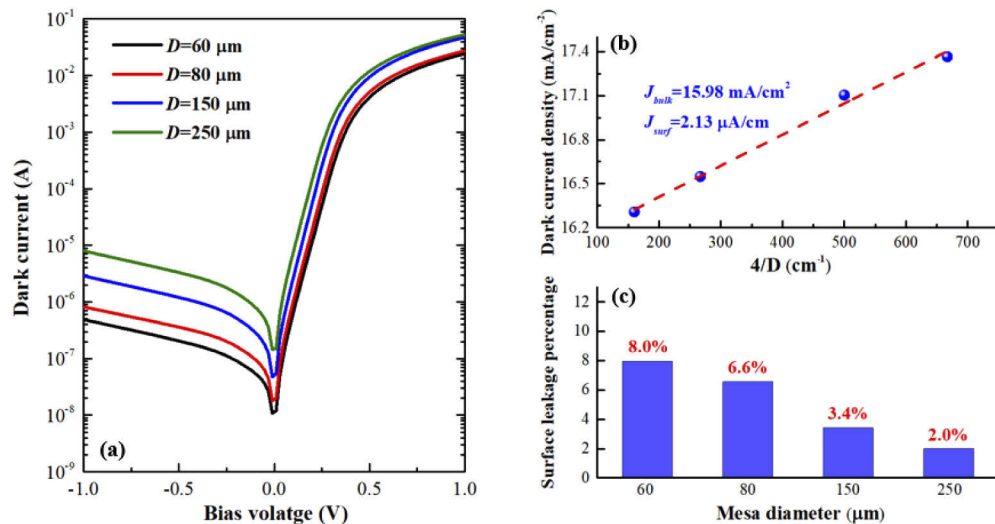 10⁻¹
10⁻²
10⁻³
10⁻⁴
10⁻⁵
10⁻⁶
10⁻⁷
10⁻⁸
10⁻⁹
Dark current (A)
D=60 μm
D=80 μm
D=150 μm
D=250 μm
(a)
-1.0 -0.5 0.0 0.5 1.0
Bias volatge (V)
(b)
Dark current density (mA/cm⁻²)
17.4
17.1
16.8
16.5
16.2
J_bulk=15.98 mA/cm²
J_surf=2.13 μA/cm
100 200 300 400 500 600 700
4/D (cm⁻¹)
(c)
Surface leakage percentage
12
10
8
6
4
2
0
8.0%
6.6%
3.4%
2.0%
60 80 150 250
Mesa diameter (μm)